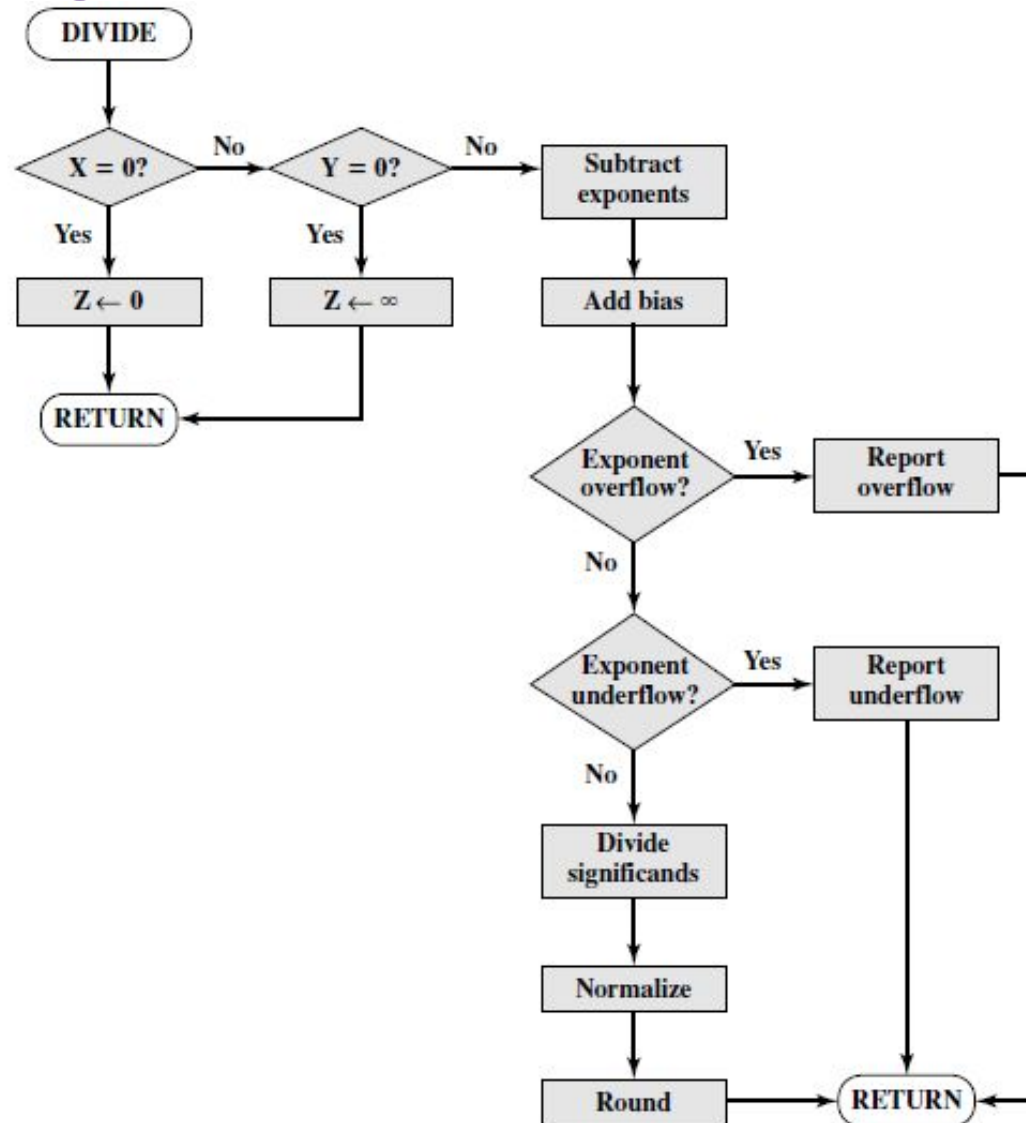 DIVIDE
X = 0?
No
Y = 0?
No
Subtract
exponents
Yes
Yes
Z ← 0
Z ← ∞
Add bias
RETURN
Exponent
overflow?
Yes
Report
overflow
No
Exponent
underflow?
Yes
Report
underflow
No
Divide
significands
Normalize
Round
RETURN